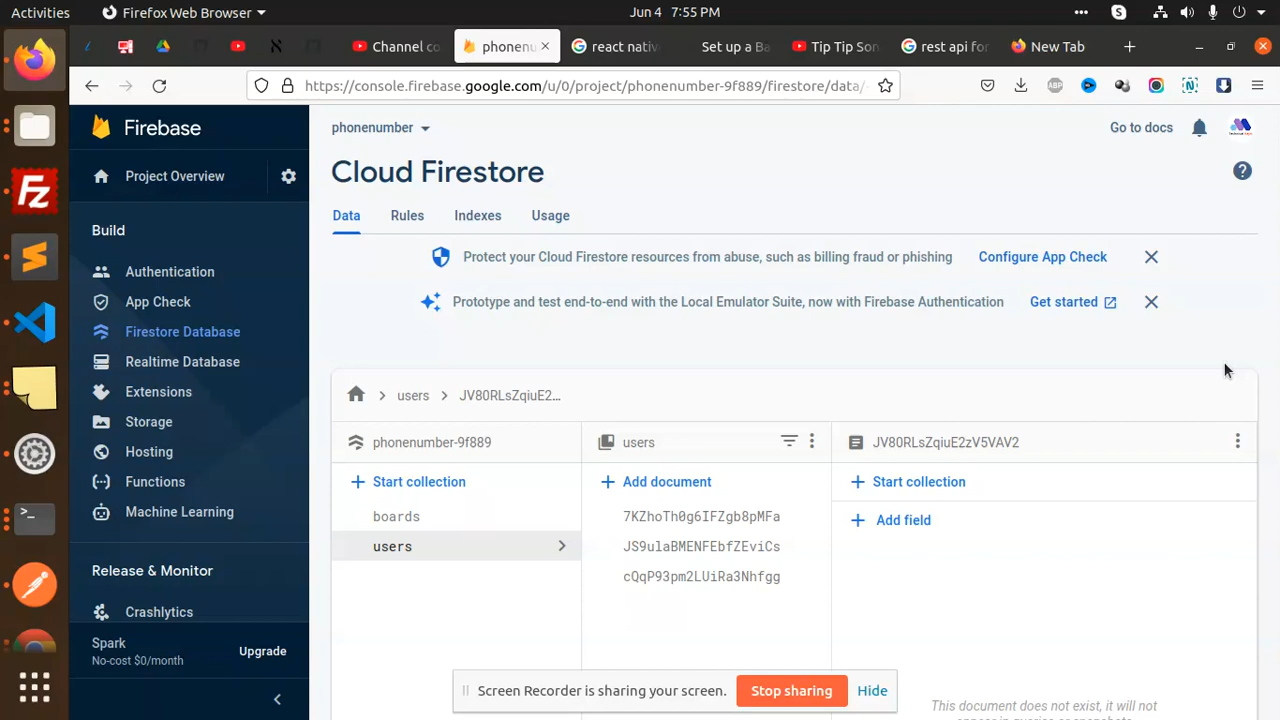 Activities
Firefox Web Browser
Jun 4 7:55 PM
Channel co
phonenu
react nativ
Set up a Ba
Tip Tip Son
rest api for
New Tab
https://console.firebase.google.com/u/0/project/phonenumber-9f889/firestore/data/
ABP
Firebase
phonenumber
Go to docs
Project Overview
Cloud Firestore
Data Rules Indexes Usage
Build
Protect your Cloud Firestore resources from abuse, such as billing fraud or phishing Configure App Check
Authentication
App Check
Prototype and test end-to-end with the Local Emulator Suite, now with Firebase Authentication Get started
Firestore Database
Realtime Database
Extensions
Storage
Hosting
Functions
Machine Learning
Release & Monitor
Crashlytics
Spark
No-cost $0/month
Upgrade
users JV80RLsZqiuE2...
phonenumber-9f889
users
JV80RLsZqiuE2zV5VAV2
Start collection
Add document
Start collection
boards
users
7KZhoTh0g6IFZgb8pMFa
JS9ulaBMENFEbfZEviCs
cQqP93pm2LUiRa3Nhfgg
Add field
This document does not exist, it will not
appear in queries or snapshots
Screen Recorder is sharing your screen. Stop sharing Hide